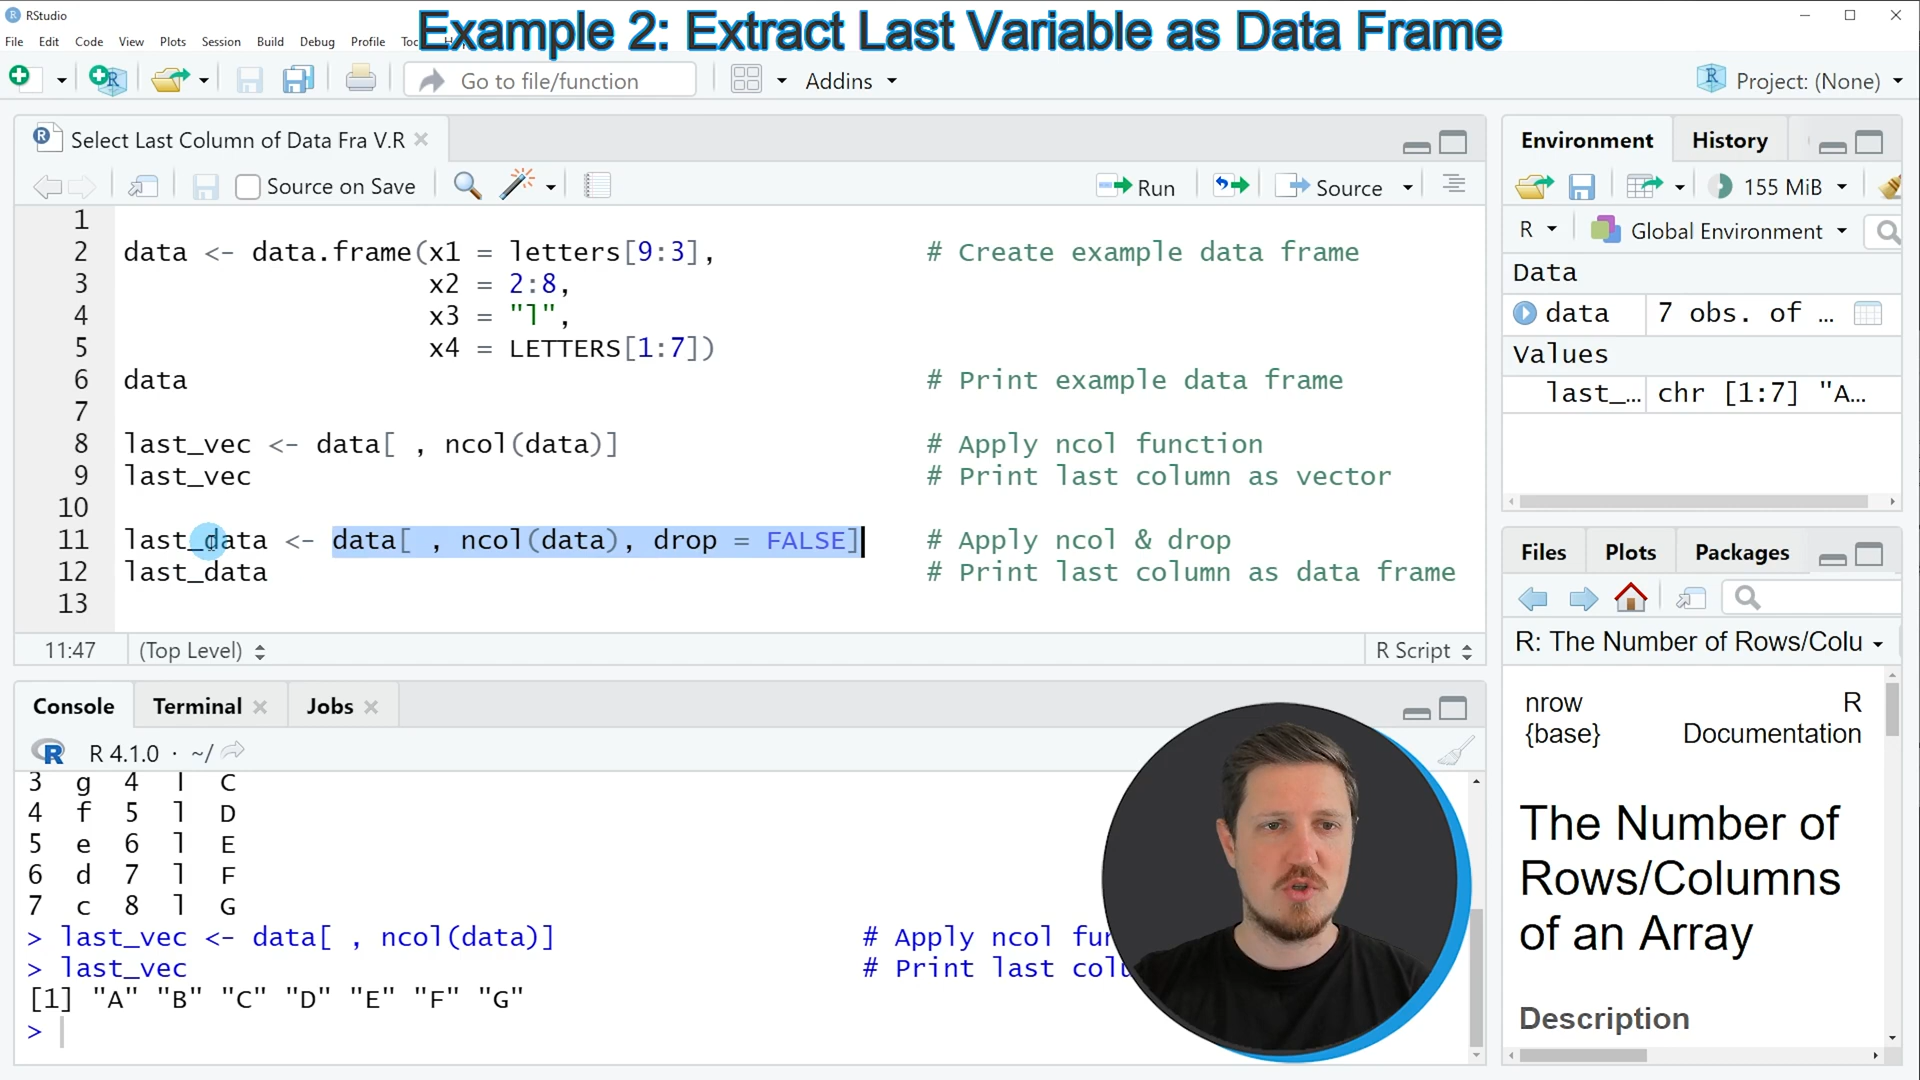 RStudio
Example 2: Extract Last Variable as Data Frame
File Edit Code View Plots Session Build Debug Profile
Go to file/function
Addins
Project: (None)
Select Last Column of Data Fra V.R
Source on Save
Run
Source
1
2 data <- data.frame(x1 = letters[9:3], # Create example data frame
3 x2 = 2:8,
4 x3 = "l",
5 x4 = LETTERS[1:7])
6 data # Print example data frame
7
8 last_vec <- data[ , ncol(data)] # Apply ncol function
9 last_vec # Print last column as vector
10
11 last_data <- data[ , ncol(data), drop = FALSE] # Apply ncol & drop
12 last_data # Print last column as data frame
13
11:47 (Top Level) R Script
Console Terminal Jobs
R 4.1.0 · ~/
3 g 4 l C
4 f 5 l D
5 e 6 l E
6 d 7 l F
7 c 8 l G
> last_vec <- data[ , ncol(data)] # Apply ncol fun
> last_vec # Print last colu
[1] "A" "B" "C" "D" "E" "F" "G"
>
Environment History
155 MiB
R Global Environment
Data
data 7 obs. of …
Values
last_… chr [1:7] "A…
Files Plots Packages
R: The Number of Rows/Colu
nrow {base} R Documentation
The Number of
Rows/Columns
of an Array
Description